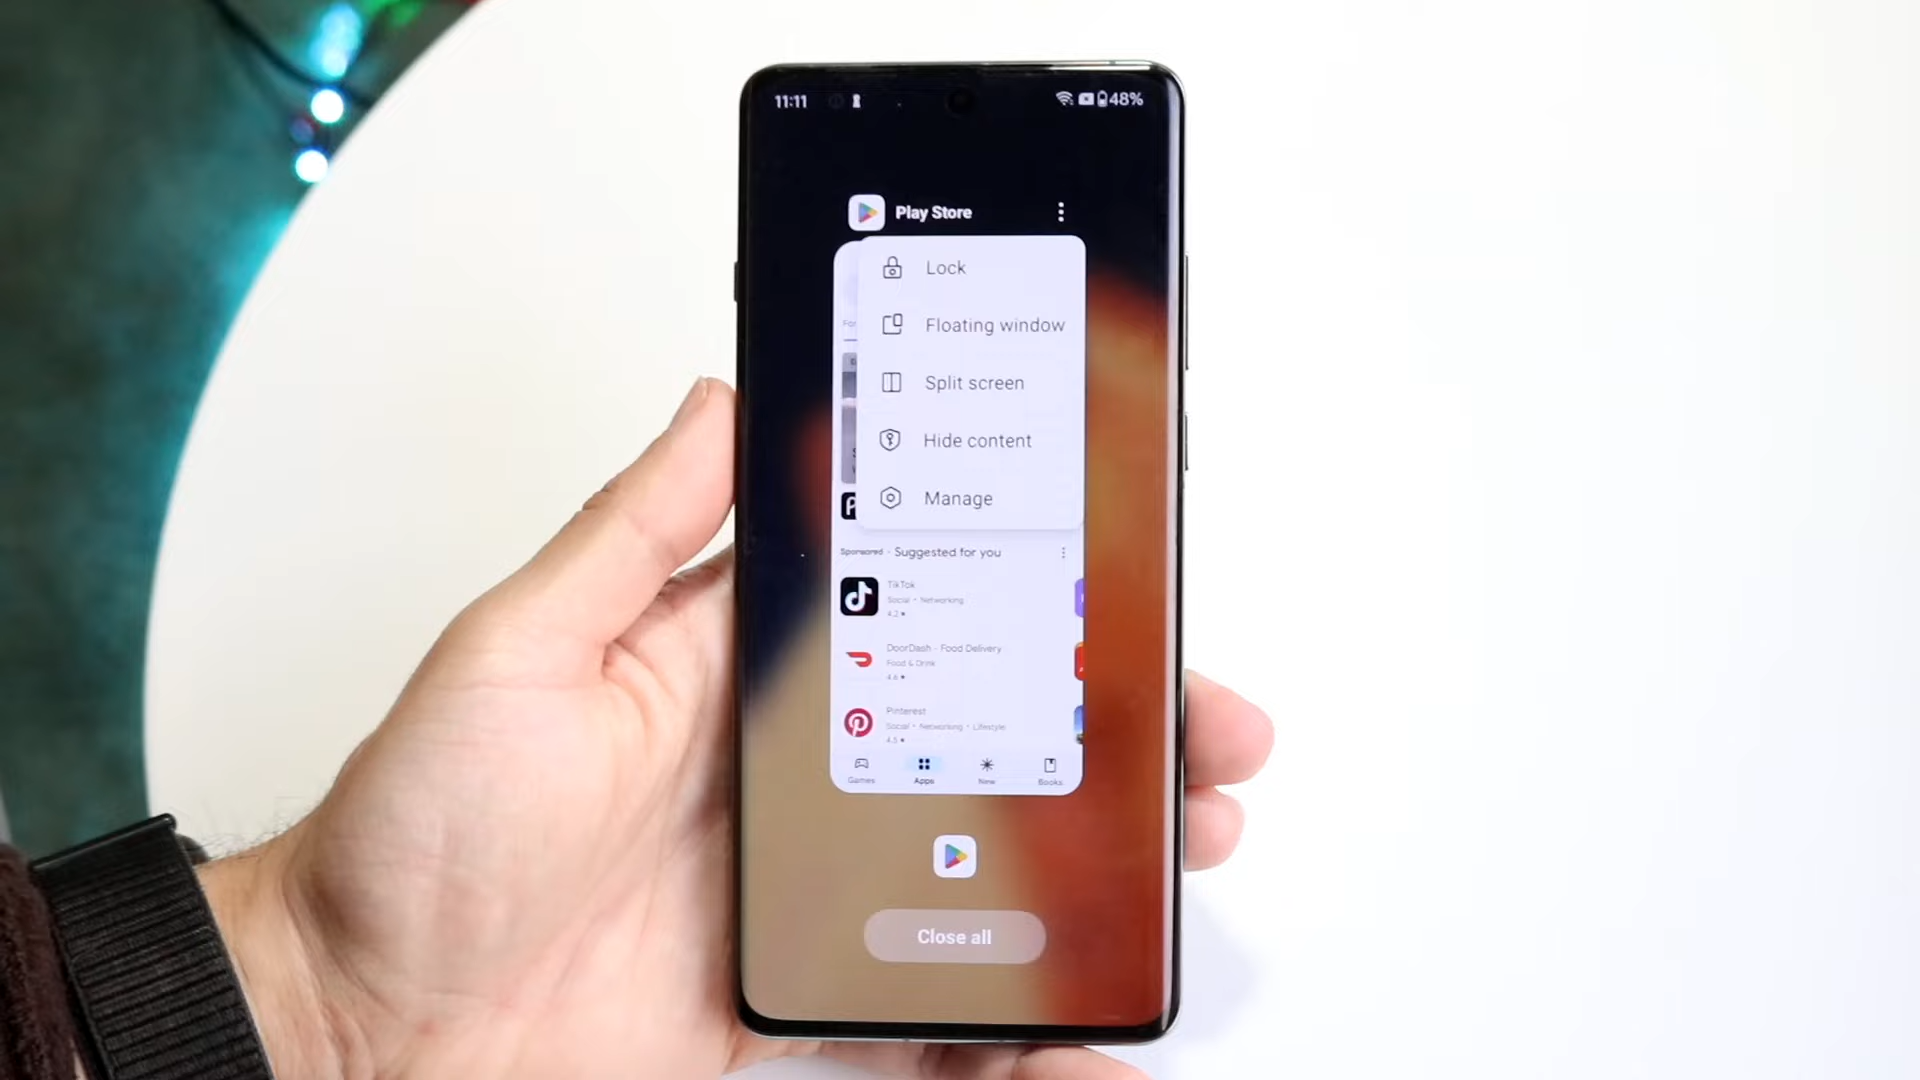 11:11 48%
Play Store
Lock
For
Floating window
Split screen
Hide content
Manage
Sponsored · Suggested for you
TikTok
Social • Networking
4.2 ★
DoorDash - Food Delivery
Food & Drink
4.6 ★
Pinterest
Social • Networking • Lifestyle
4.5 ★
Games Apps New Books
Close all